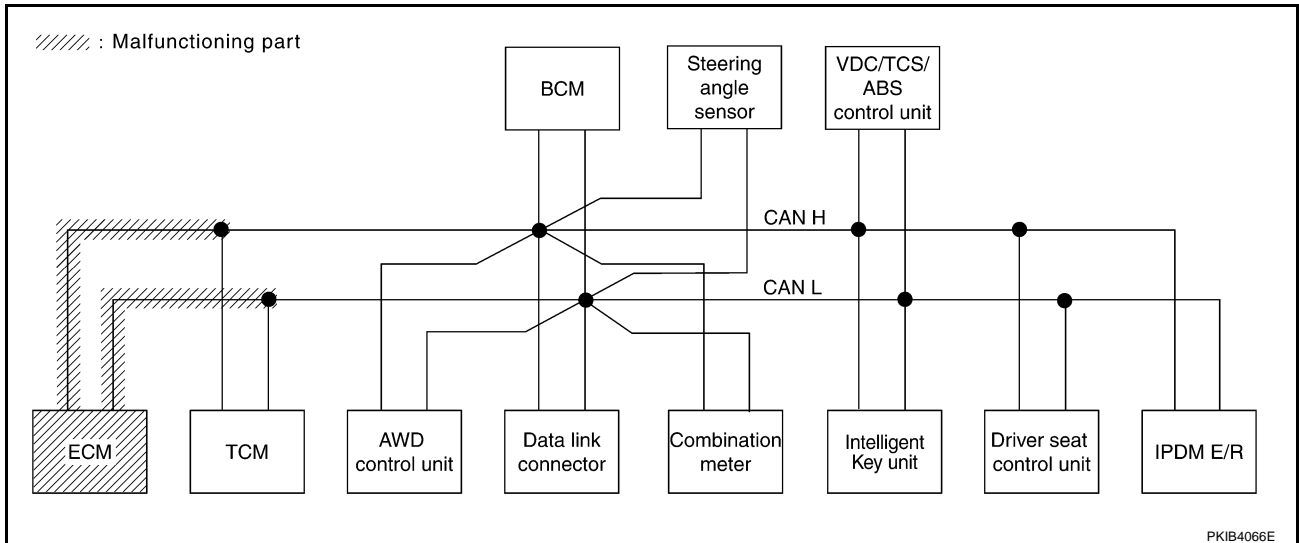 : Malfunctioning part
BCM
Steering
angle
sensor
VDC/TCS/
ABS
control unit
CAN H
CAN L
ECM
TCM
AWD
control unit
Data link
connector
Combination
meter
Intelligent
Key unit
Driver seat
control unit
IPDM E/R
PKIB4066E